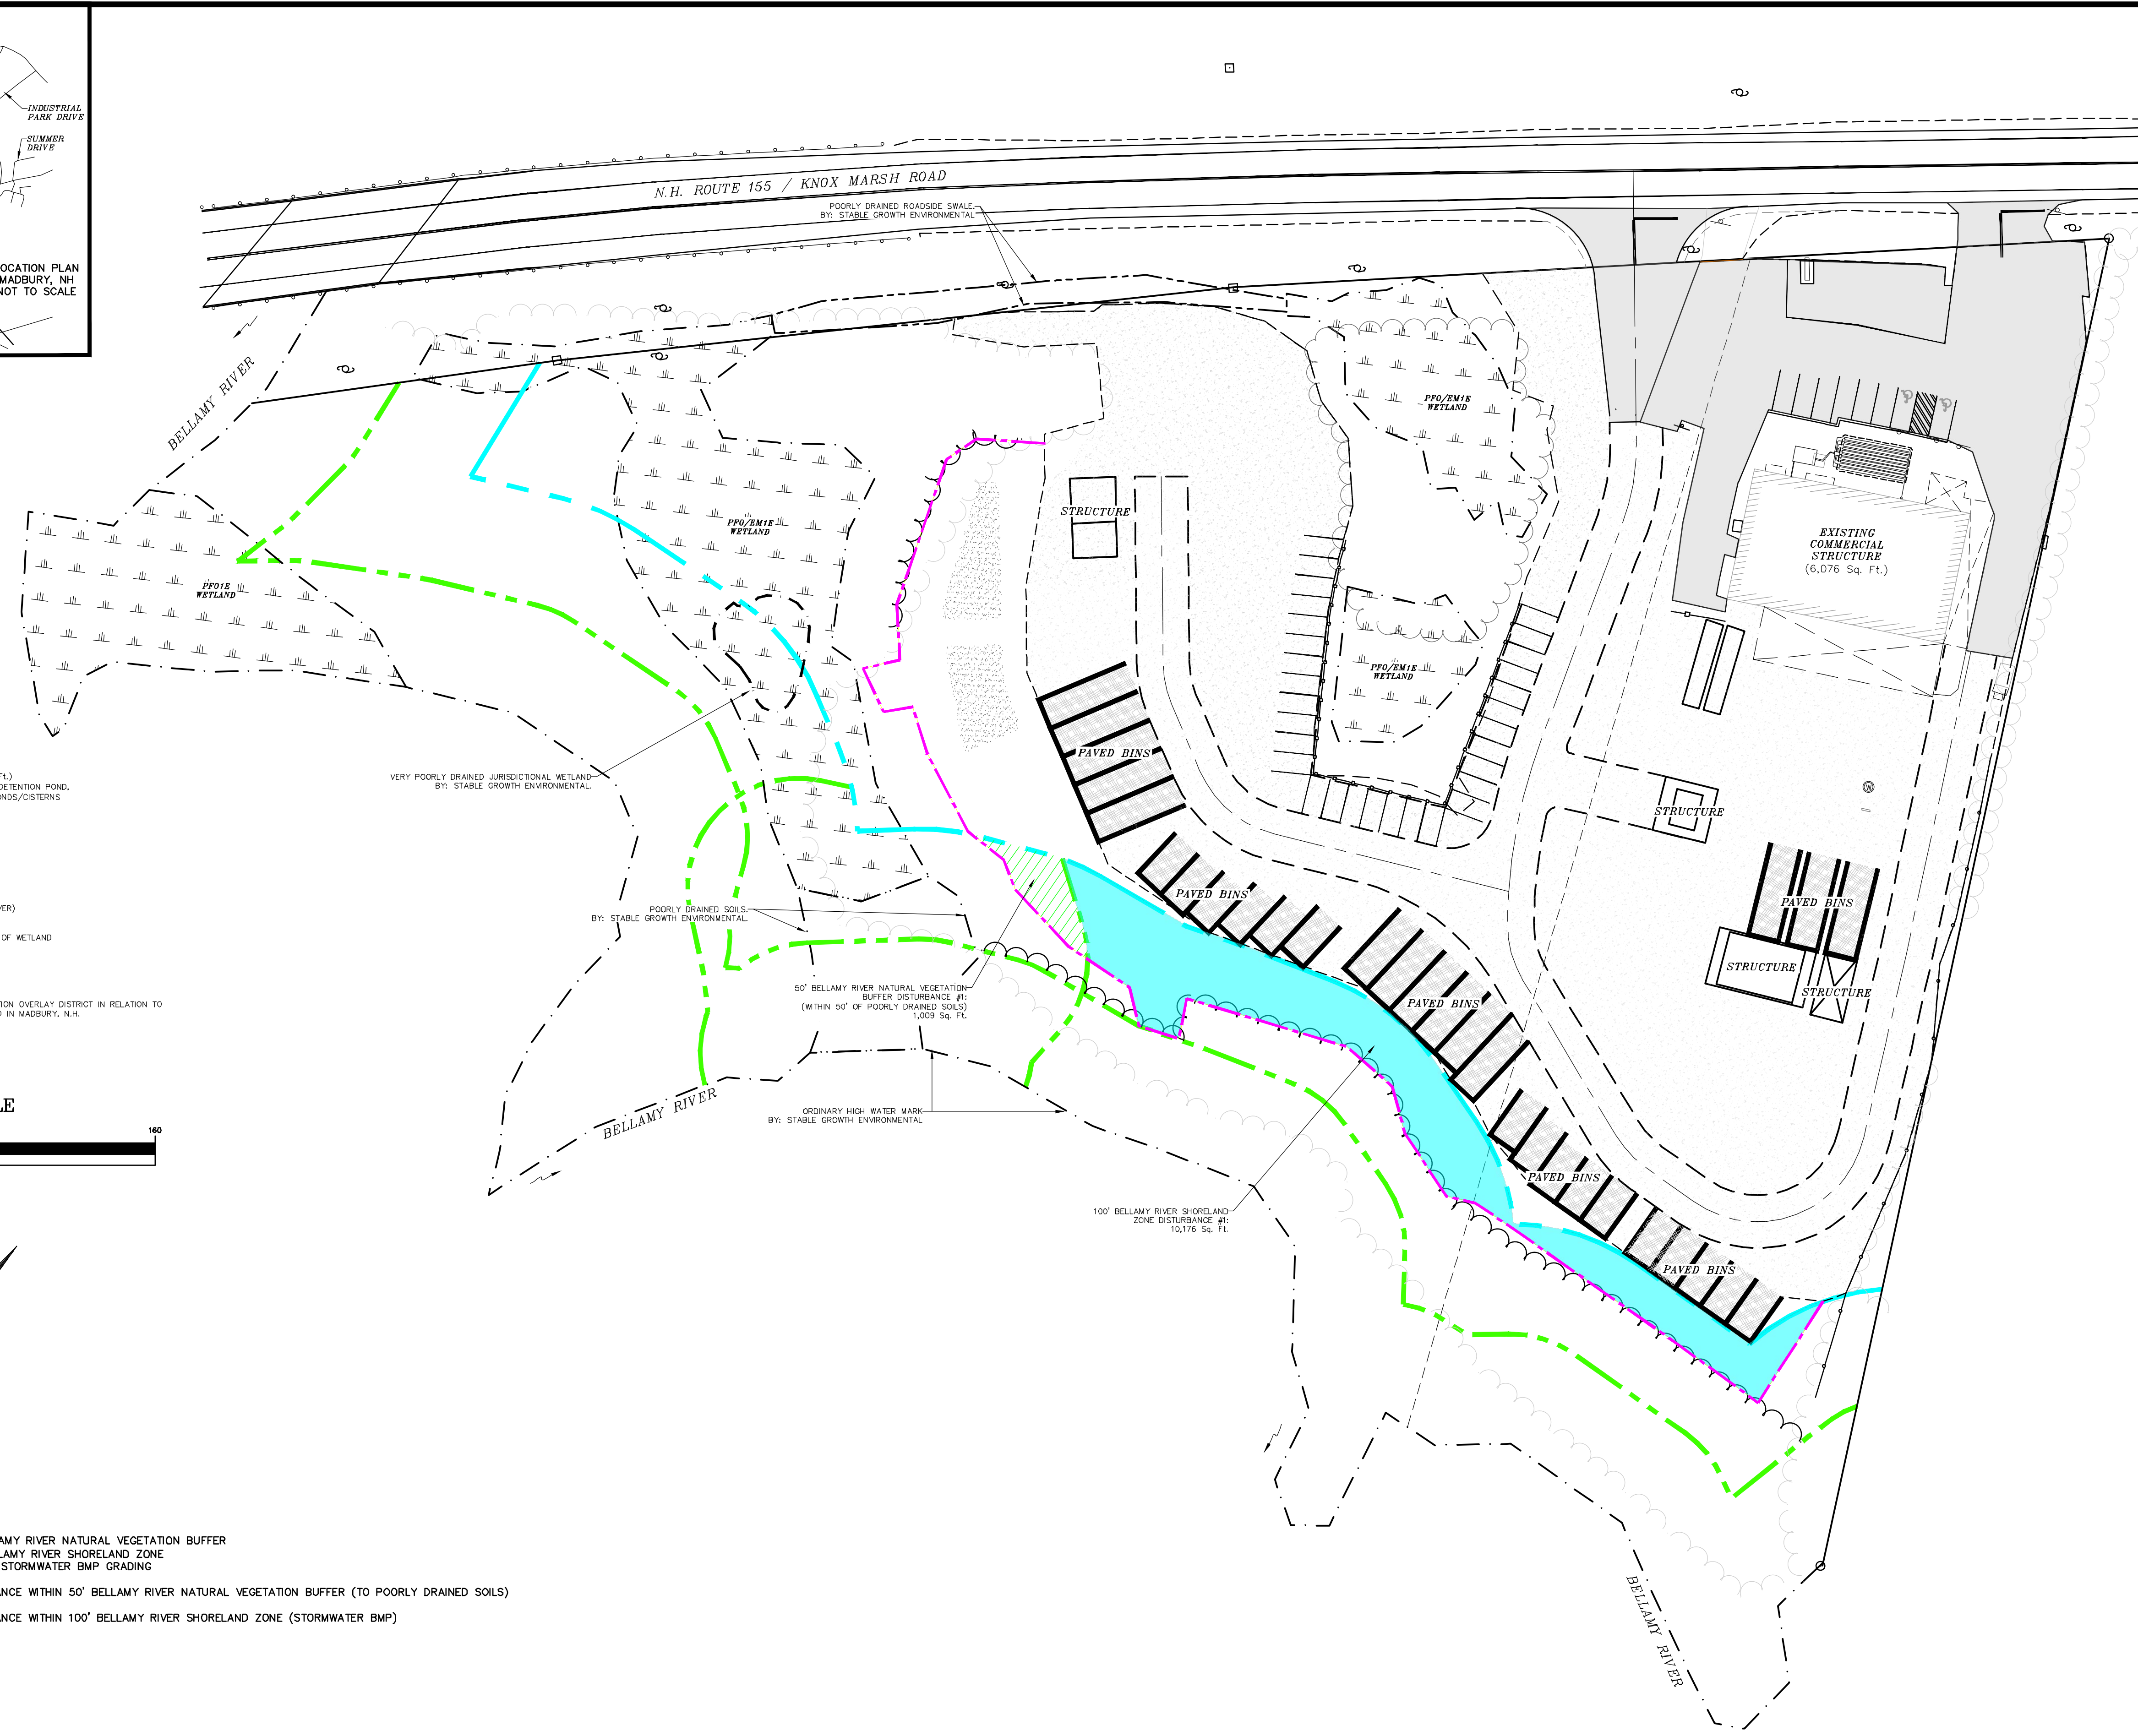 INDUSTRIAL
PARK DRIVE
SUMMER
DRIVE
OCATION PLAN
MADBURY, NH
NOT TO SCALE
N.H. ROUTE 155 / KNOX MARSH ROAD
POORLY DRAINED ROADSIDE SWALE.
BY: STABLE GROWTH ENVIRONMENTAL
BELLAMY RIVER
PFO/EM1E
WETLAND
PFO/EM1E
WETLAND
STRUCTURE
EXISTING
COMMERCIAL
STRUCTURE
(6,076 Sq. Ft.)
PFO1E
WETLAND
PFO/EM1E
WETLAND
PAVED BINS
VERY POORLY DRAINED JURISDICTIONAL WETLAND
BY: STABLE GROWTH ENVIRONMENTAL.
Ft.)
DETENTION POND,
ONDS/CISTERNS
W
STRUCTURE
PAVED BINS
PAVED BINS
VER)
POORLY DRAINED SOILS.
BY: STABLE GROWTH ENVIRONMENTAL.
OF WETLAND
STRUCTURE
STRUCTURE
50' BELLAMY RIVER NATURAL VEGETATION
BUFFER DISTURBANCE #1:
(WITHIN 50' OF POORLY DRAINED SOILS)
1,009 Sq. Ft.
PAVED BINS
ION OVERLAY DISTRICT IN RELATION TO
D IN MADBURY, N.H.
LE
160
BELLAMY RIVER
ORDINARY HIGH WATER MARK
BY: STABLE GROWTH ENVIRONMENTAL
PAVED BINS
100' BELLAMY RIVER SHORELAND
ZONE DISTURBANCE #1:
10,176 Sq. Ft.
PAVED BINS
AMY RIVER NATURAL VEGETATION BUFFER
LAMY RIVER SHORELAND ZONE
STORMWATER BMP GRADING
ANCE WITHIN 50' BELLAMY RIVER NATURAL VEGETATION BUFFER (TO POORLY DRAINED SOILS)
ANCE WITHIN 100' BELLAMY RIVER SHORELAND ZONE (STORMWATER BMP)
BELLAMY RIVER